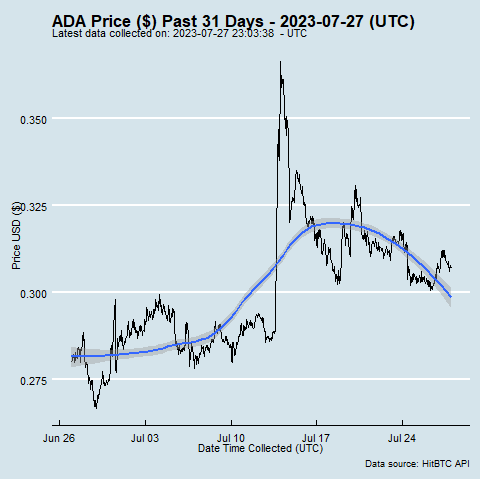 ADA Price ($) Past 31 Days - 2023-07-27 (UTC)
Latest data collected on: 2023-07-27 23:03:38 - UTC
0.350
0.325
0.300
0.275
Price USD ($)
Jun 26
Jul 03
Jul 10
Jul 17
Jul 24
Date Time Collected (UTC)
Data source: HitBTC API